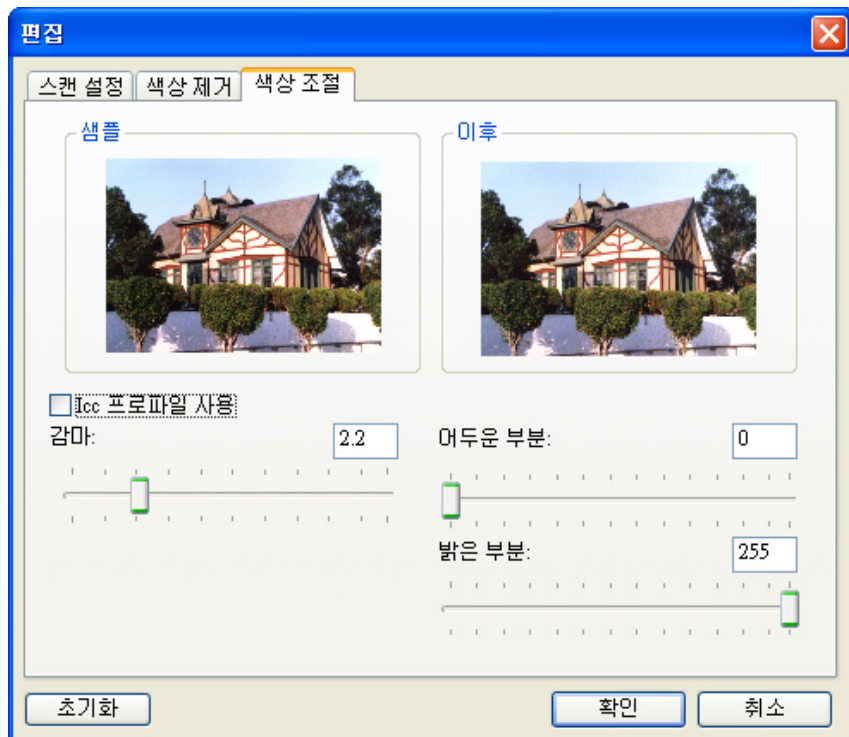 편집
스캔 설정
색상 제거
색상 조절
샘플
이후
Icc 프로파일 사용
감마:
2.2
어두운 부분:
0
밝은 부분:
255
초기화
확인
취소